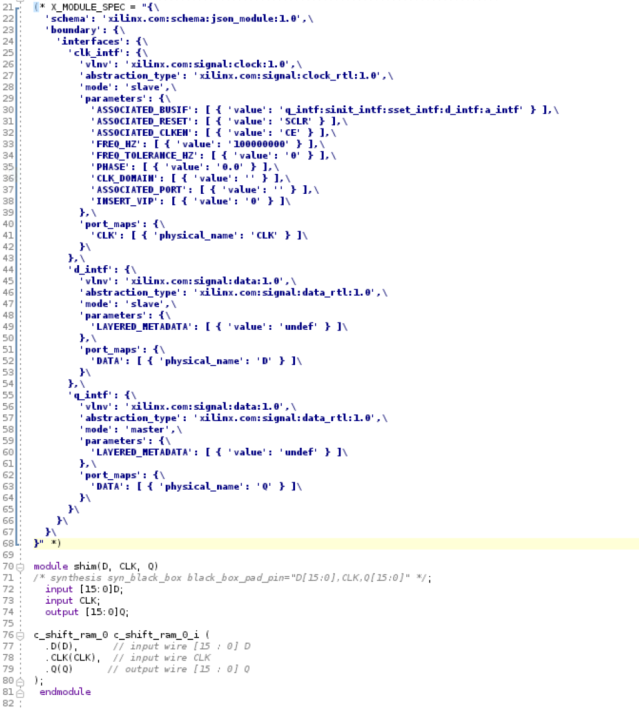 21 (* X_MODULE_SPEC = "{\
22 'schema': 'xilinx.com:schema:json_module:1.0',\
23 'boundary': {\
24 'interfaces': {\
25 'clk_intf': {\
26 'vlnv': 'xilinx.com:signal:clock:1.0',\
27 'abstraction_type': 'xilinx.com:signal:clock_rtl:1.0',\
28 'mode': 'slave',\
29 'parameters': {\
30 'ASSOCIATED_BUSIF': [ { 'value': 'q_intf:sinit_intf:sset_intf:d_intf:a_intf' } ],\
31 'ASSOCIATED_RESET': [ { 'value': 'SCLR' } ],\
32 'ASSOCIATED_CLKEN': [ { 'value': 'CE' } ],\
33 'FREQ_HZ': [ { 'value': '100000000' } ],\
34 'FREQ_TOLERANCE_HZ': [ { 'value': '0' } ],\
35 'PHASE': [ { 'value': '0.0' } ],\
36 'CLK_DOMAIN': [ { 'value': '' } ],\
37 'ASSOCIATED_PORT': [ { 'value': '' } ],\
38 'INSERT_VIP': [ { 'value': '0' } ]\
39 },\
40 'port_maps': {\
41 'CLK': [ { 'physical_name': 'CLK' } ]\
42 }\
43 },\
44 'd_intf': {\
45 'vlnv': 'xilinx.com:signal:data:1.0',\
46 'abstraction_type': 'xilinx.com:signal:data_rtl:1.0',\
47 'mode': 'slave',\
48 'parameters': {\
49 'LAYERED_METADATA': [ { 'value': 'undef' } ]\
50 },\
51 'port_maps': {\
52 'DATA': [ { 'physical_name': 'D' } ]\
53 }\
54 },\
55 'q_intf': {\
56 'vlnv': 'xilinx.com:signal:data:1.0',\
57 'abstraction_type': 'xilinx.com:signal:data_rtl:1.0',\
58 'mode': 'master',\
59 'parameters': {\
60 'LAYERED_METADATA': [ { 'value': 'undef' } ]\
61 },\
62 'port_maps': {\
63 'DATA': [ { 'physical_name': 'Q' } ]\
64 }\
65 }\
66 }\
67 }\
68 }" *)
69
70 module shim(D, CLK, Q)
71 /* synthesis syn_black_box black_box_pad_pin="D[15:0],CLK,Q[15:0]" */;
72 input [15:0]D;
73 input CLK;
74 output [15:0]Q;
75
76 c_shift_ram_0 c_shift_ram_0_i (
77 .D(D), // input wire [15 : 0] D
78 .CLK(CLK), // input wire CLK
79 .Q(Q) // output wire [15 : 0] Q
80 );
81 endmodule
82